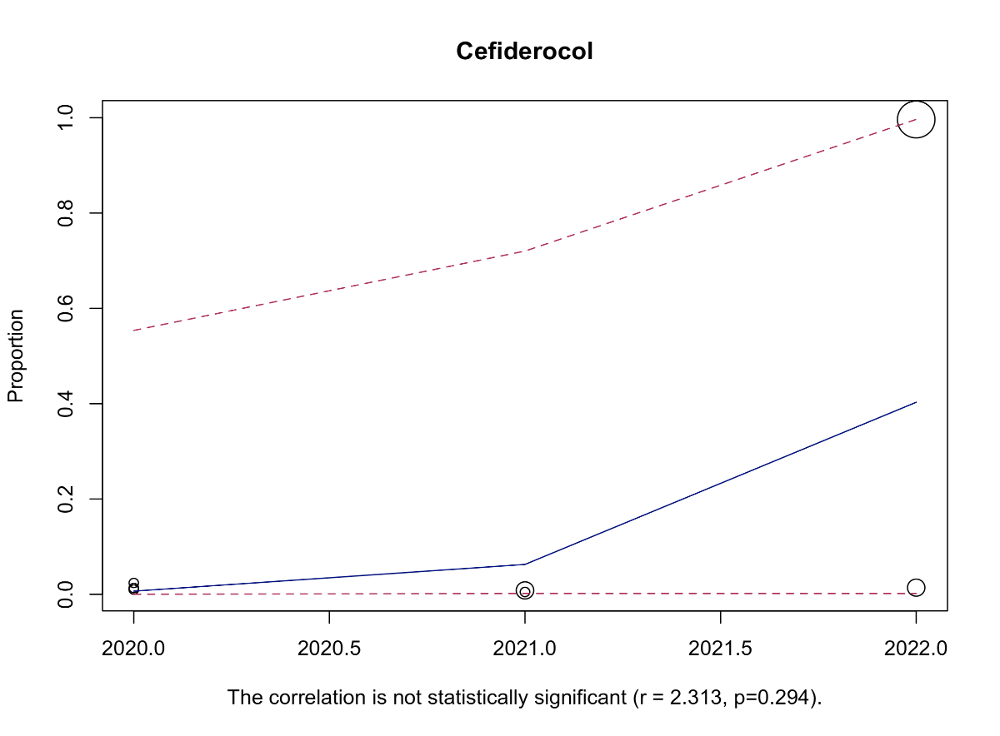 Cefiderocol
Proportion
1.0
0.8
0.6
0.4
0.2
0.0
2020.0 2020.5 2021.0 2021.5 2022.0
The correlation is not statistically significant (r = 2.313, p=0.294).